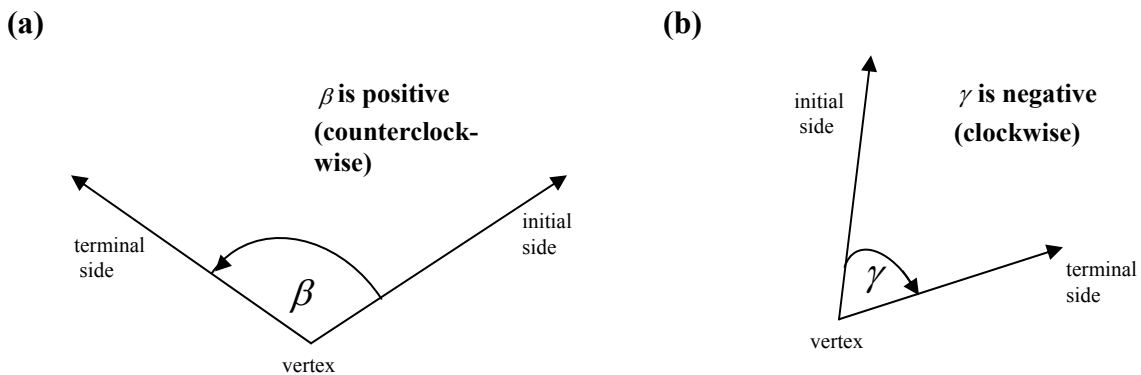 (a)
β is positive
(counterclock-
wise)
terminal
side
initial
side
β
vertex
(b)
initial
side
γ is negative
(clockwise)
γ
terminal
side
vertex